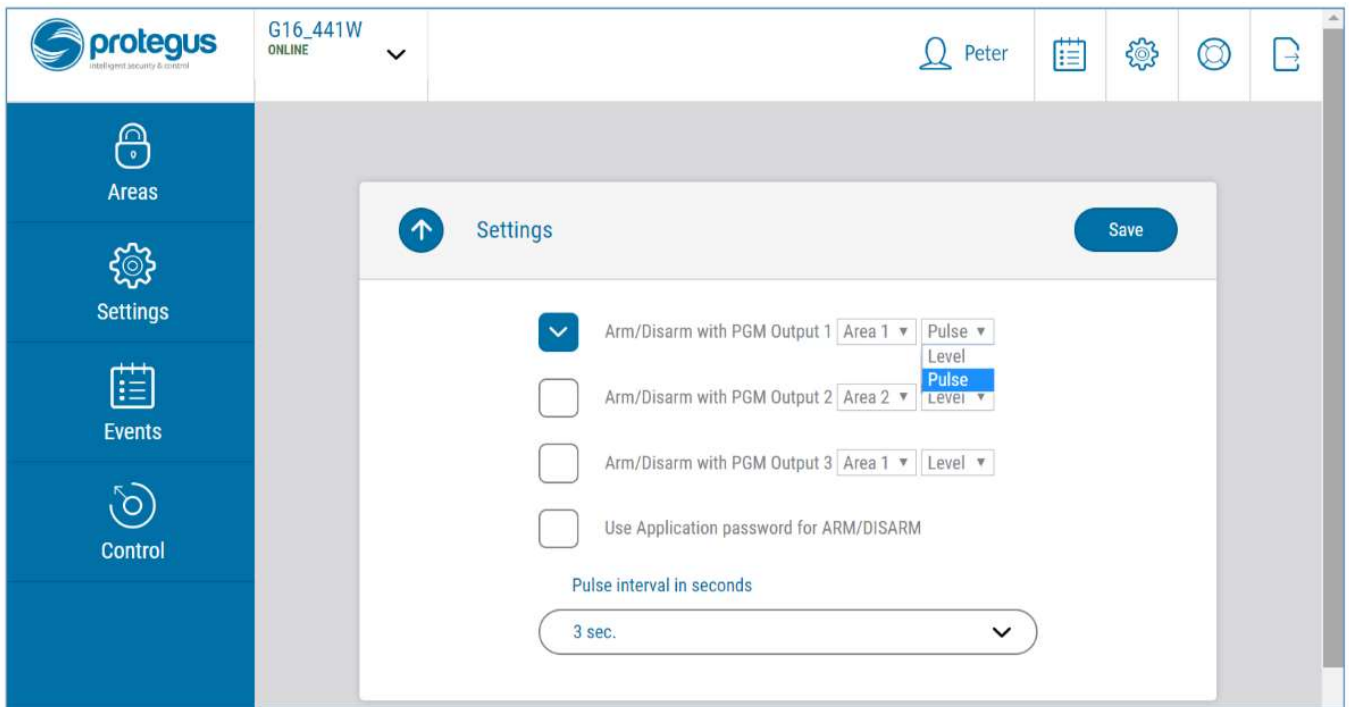 protegus
intelligent security & control
G16_441W
ONLINE
Peter
Areas
Settings
Events
Control
Settings
Save
Arm/Disarm with PGM Output 1 Area 1 Pulse
Level
Pulse
Arm/Disarm with PGM Output 2 Area 2 Level
Arm/Disarm with PGM Output 3 Area 1 Level
Use Application password for ARM/DISARM
Pulse interval in seconds
3 sec.